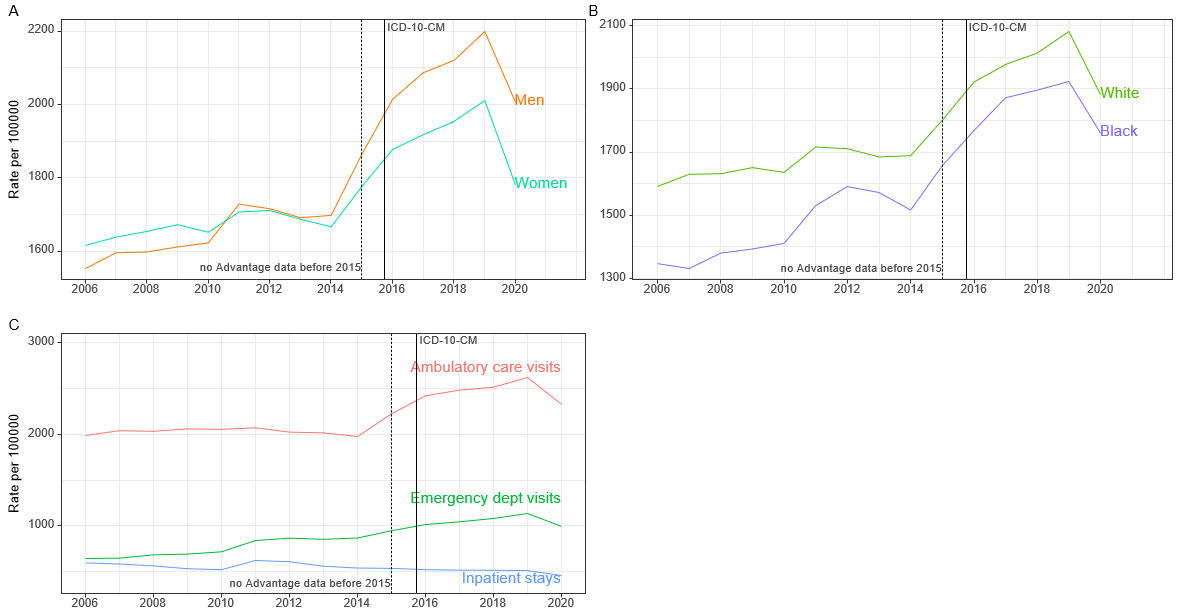 A
Rate per 100000
2200
2000
1800
1600
ICD-10-CM
Men
Women
no Advantage data before 2015
2006 2008 2010 2012 2014 2016 2018 2020
B
2100
1900
1700
1500
1300
ICD-10-CM
White
Black
no Advantage data before 2015
2006 2008 2010 2012 2014 2016 2018 2020
C
Rate per 100000
3000
2000
1000
ICD-10-CM
Ambulatory care visits
Emergency dept visits
Inpatient stays
no Advantage data before 2015
2006 2008 2010 2012 2014 2016 2018 2020